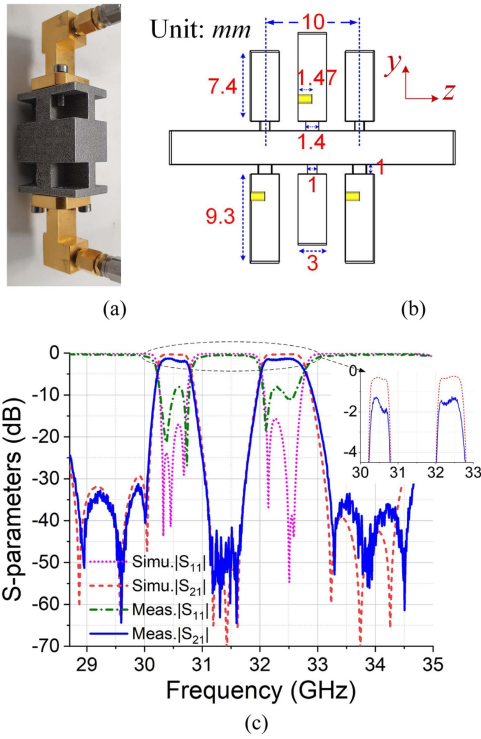 (a)
Unit: mm
10
7.4
1.47
y
z
1.4
1
1
9.3
3
(b)
S-parameters (dB)
0
-10
-20
-30
-40
-50
-60
-70
0
-2
-4
30 31 32 33
Simu.|S11|
Simu.|S21|
Meas.|S11|
Meas.|S21|
29 30 31 32 33 34 35
Frequency (GHz)
(c)